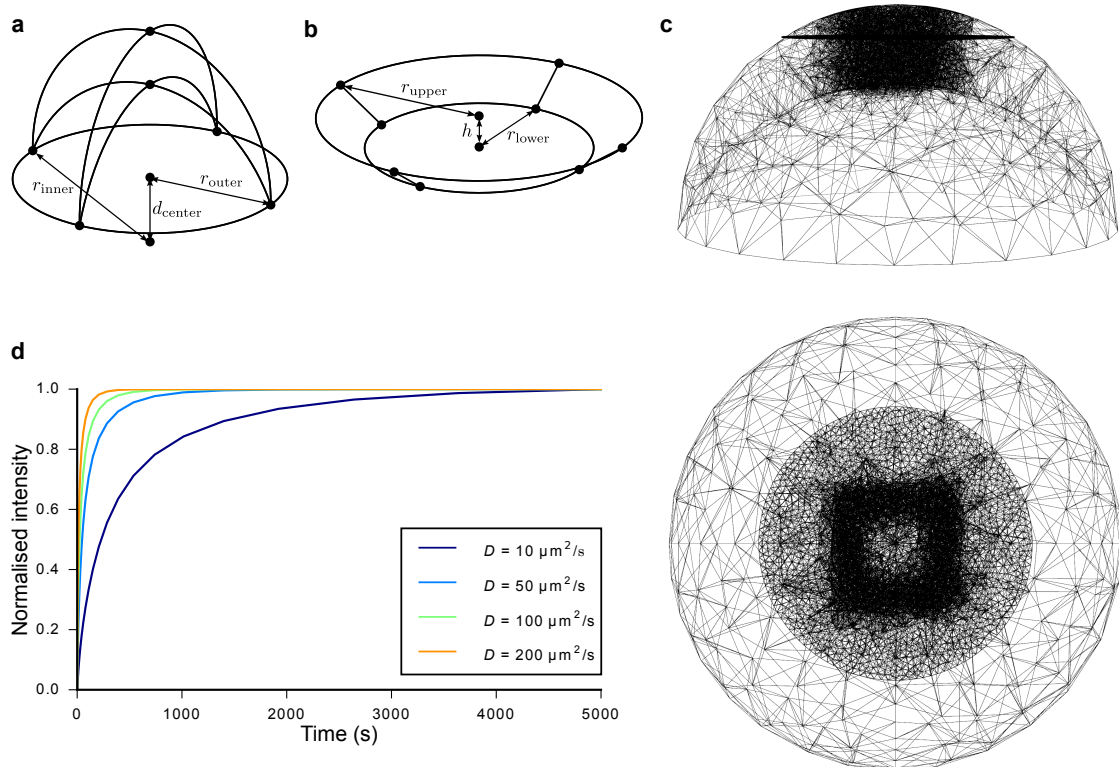 a
r_inner
r_outer
d_center
b
r_upper
h
r_lower
c
d
Normalised intensity
1.0
0.8
0.6
0.4
0.2
0.0
D = 10 µm²/s
D = 50 µm²/s
D = 100 µm²/s
D = 200 µm²/s
0 1000 2000 3000 4000 5000
Time (s)